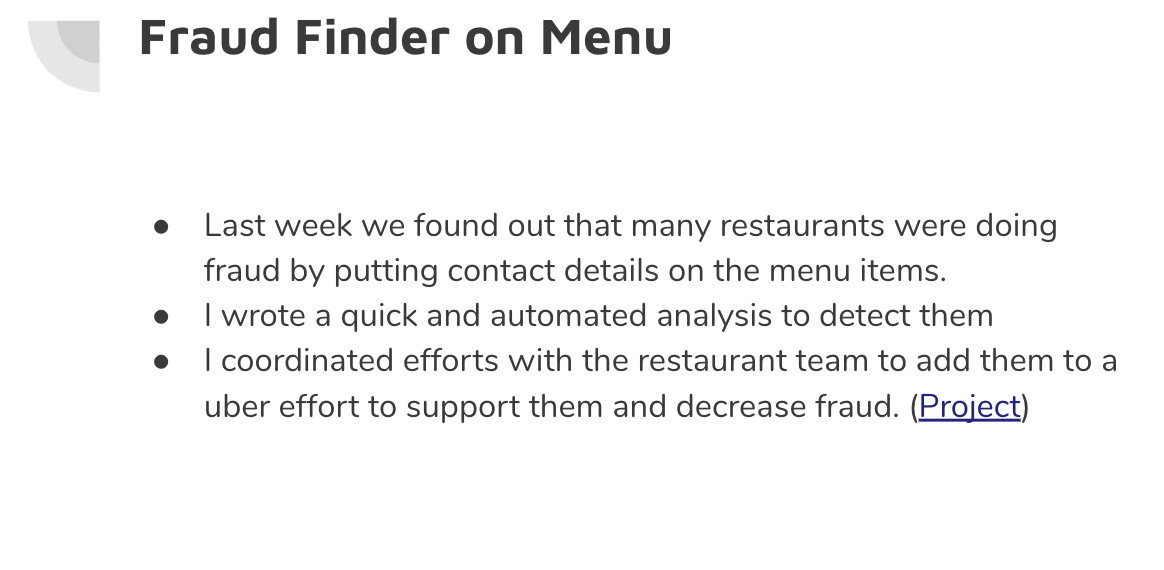 Fraud Finder on Menu
● Last week we found out that many restaurants were doing
fraud by putting contact details on the menu items.
● I wrote a quick and automated analysis to detect them
● I coordinated efforts with the restaurant team to add them to a
uber effort to support them and decrease fraud. (Project)